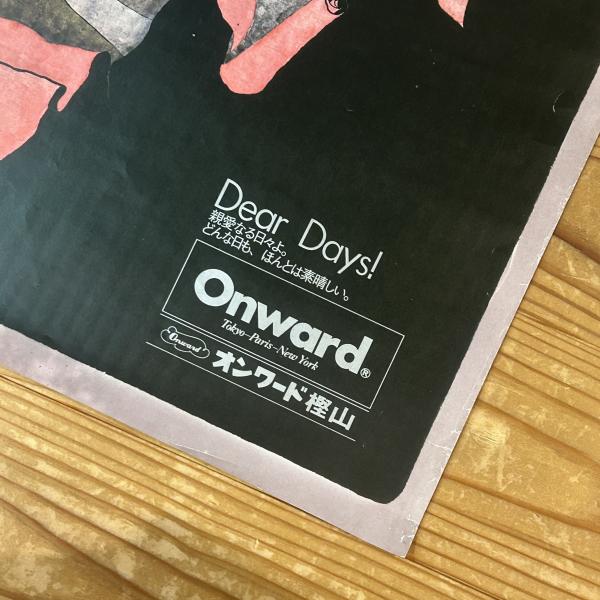 Dear Days!
親愛なる日々よ。
どんな日も、ほんとは素晴しい。
Onward®
Tokyo-Paris-New York
Onward オンワード樫山